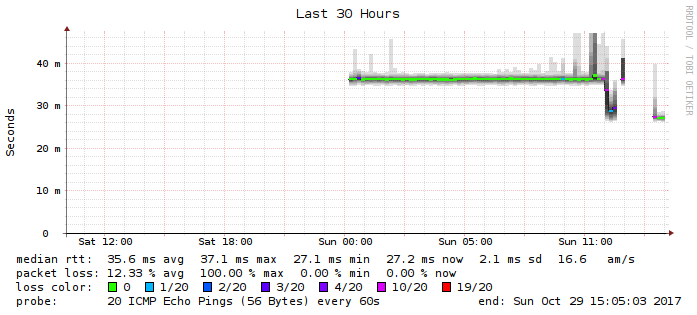 Last 30 Hours
RRDTOOL / TOBI OETIKER
Seconds
40 m
30 m
20 m
10 m
0
Sat 12:00 Sat 18:00 Sun 00:00 Sun 05:00 Sun 11:00
median rtt: 35.6 ms avg 37.1 ms max 27.1 ms min 27.2 ms now 2.1 ms sd 16.6 am/s
packet loss: 12.33 % avg 100.00 % max 0.00 % min 0.00 % now
loss color: 0 1/20 2/20 3/20 4/20 10/20 19/20
probe: 20 ICMP Echo Pings (56 Bytes) every 60s end: Sun Oct 29 15:05:03 2017